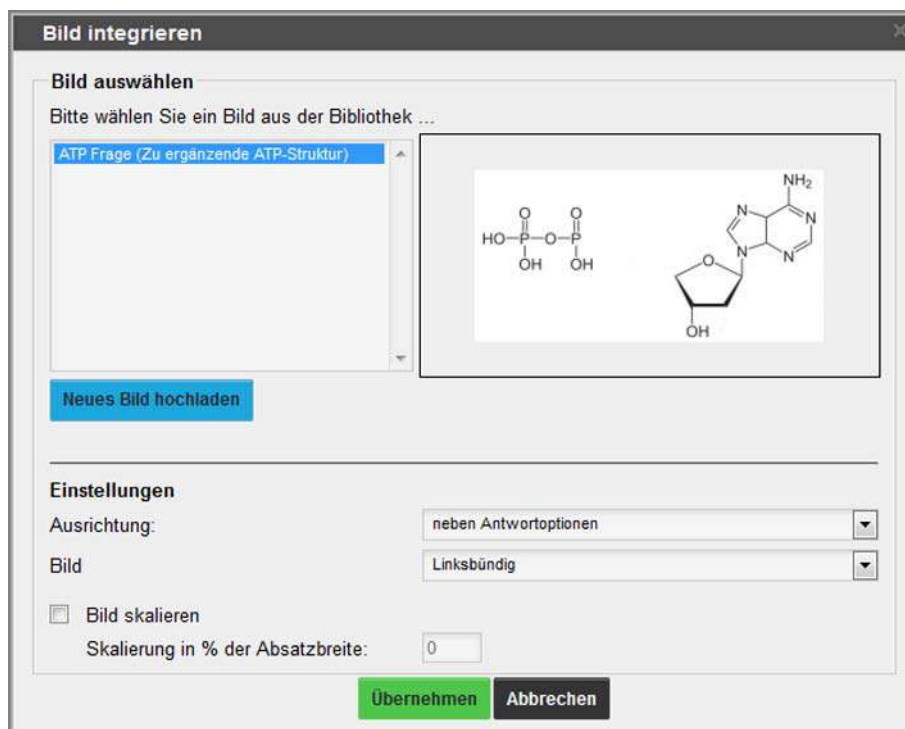 Bild integrieren
Bild auswählen
Bitte wählen Sie ein Bild aus der Bibliothek ...
ATP Frage (Zu ergänzende ATP-Struktur)
NH2
O O
N N
HO P O P
N N
OH OH
O
OH
Neues Bild hochladen
Einstellungen
Ausrichtung: neben Antwortoptionen
Bild Linksbündig
Bild skalieren
Skalierung in % der Absatzbreite: 0
Übernehmen Abbrechen